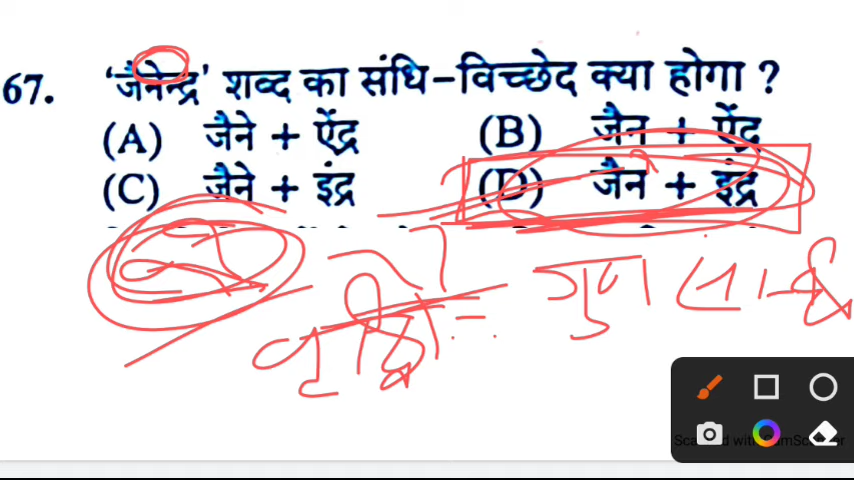 67. 'जैनेन्द्र' शब्द का संधि-विच्छेद क्या होगा ?
(A) जैने + ऐंद्र (B) जैन + ऐंद्र
(C) जैने + इंद्र (D) जैन + इंद्र
वृद्धि = गुण